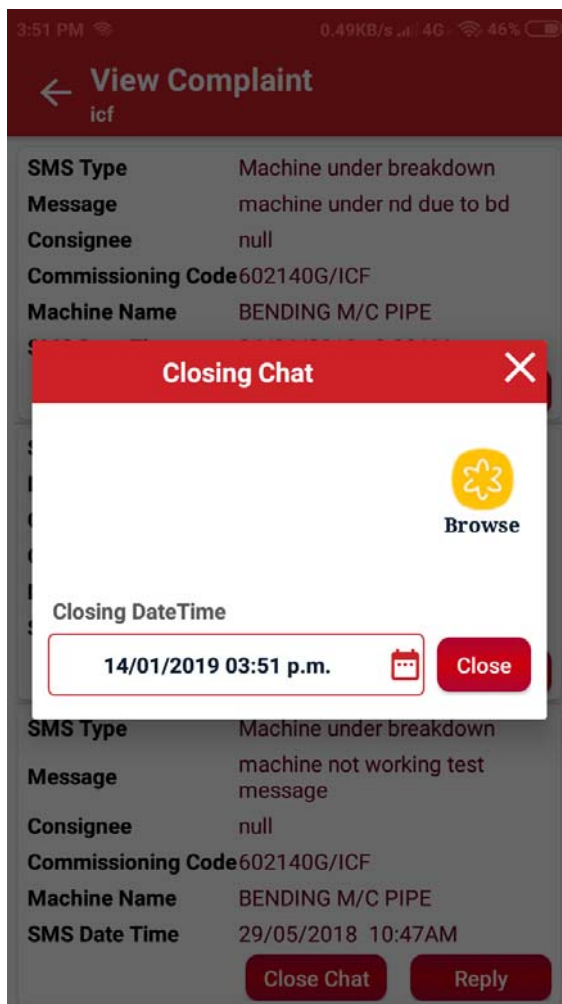 3:51 PM 0.49KB/s 4G 46%
View Complaint
icf
SMS Type Machine under breakdown
Message machine under nd due to bd
Consignee null
Commissioning Code 602140G/ICF
Machine Name BENDING M/C PIPE
Closing Chat
Browse
Closing DateTime
14/01/2019 03:51 p.m. Close
SMS Type Machine under breakdown
Message machine not working test
message
Consignee null
Commissioning Code 602140G/ICF
Machine Name BENDING M/C PIPE
SMS Date Time 29/05/2018 10:47AM
Close Chat Reply